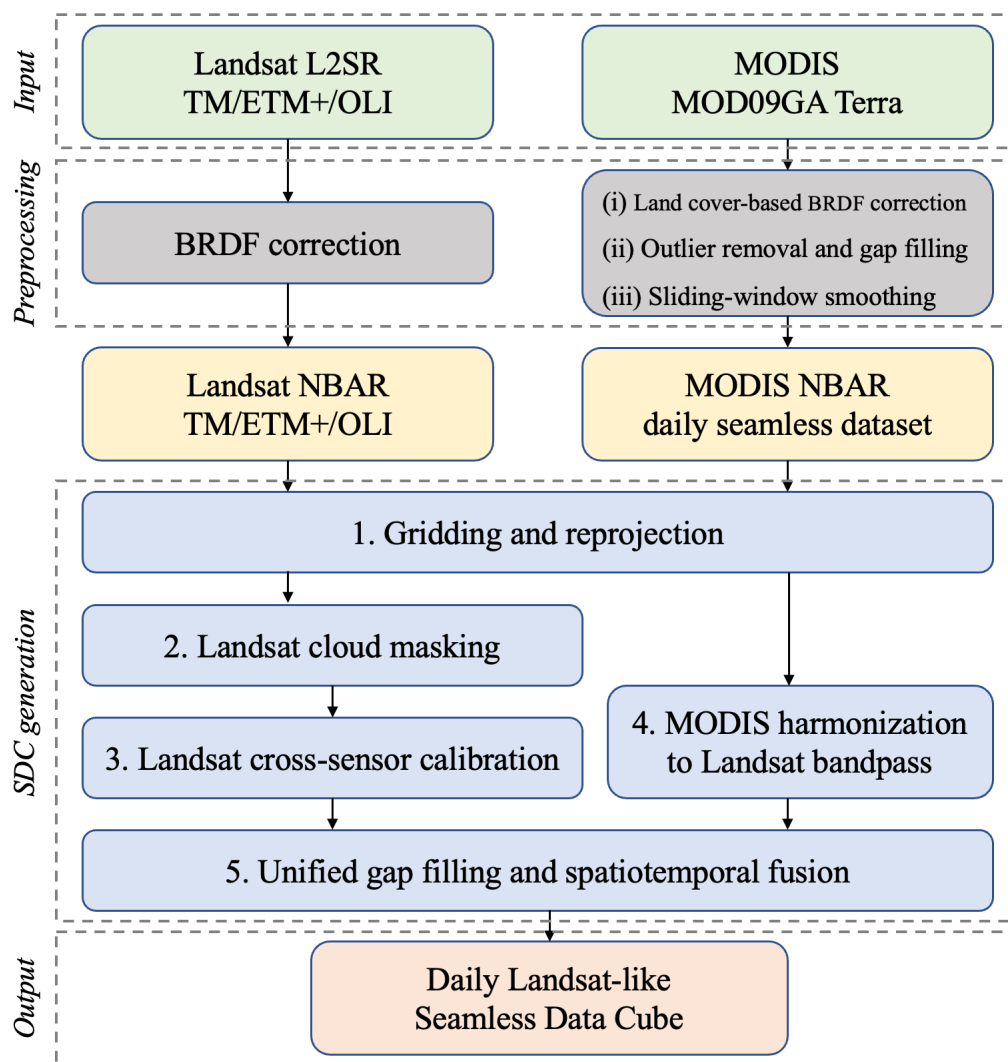 Input
Landsat L2SR
TM/ETM+/OLI
MODIS
MOD09GA Terra
Preprocessing
BRDF correction
(i) Land cover-based BRDF correction
(ii) Outlier removal and gap filling
(iii) Sliding-window smoothing
Landsat NBAR
TM/ETM+/OLI
MODIS NBAR
daily seamless dataset
SDC generation
1. Gridding and reprojection
2. Landsat cloud masking
3. Landsat cross-sensor calibration
4. MODIS harmonization
to Landsat bandpass
5. Unified gap filling and spatiotemporal fusion
Output
Daily Landsat-like
Seamless Data Cube